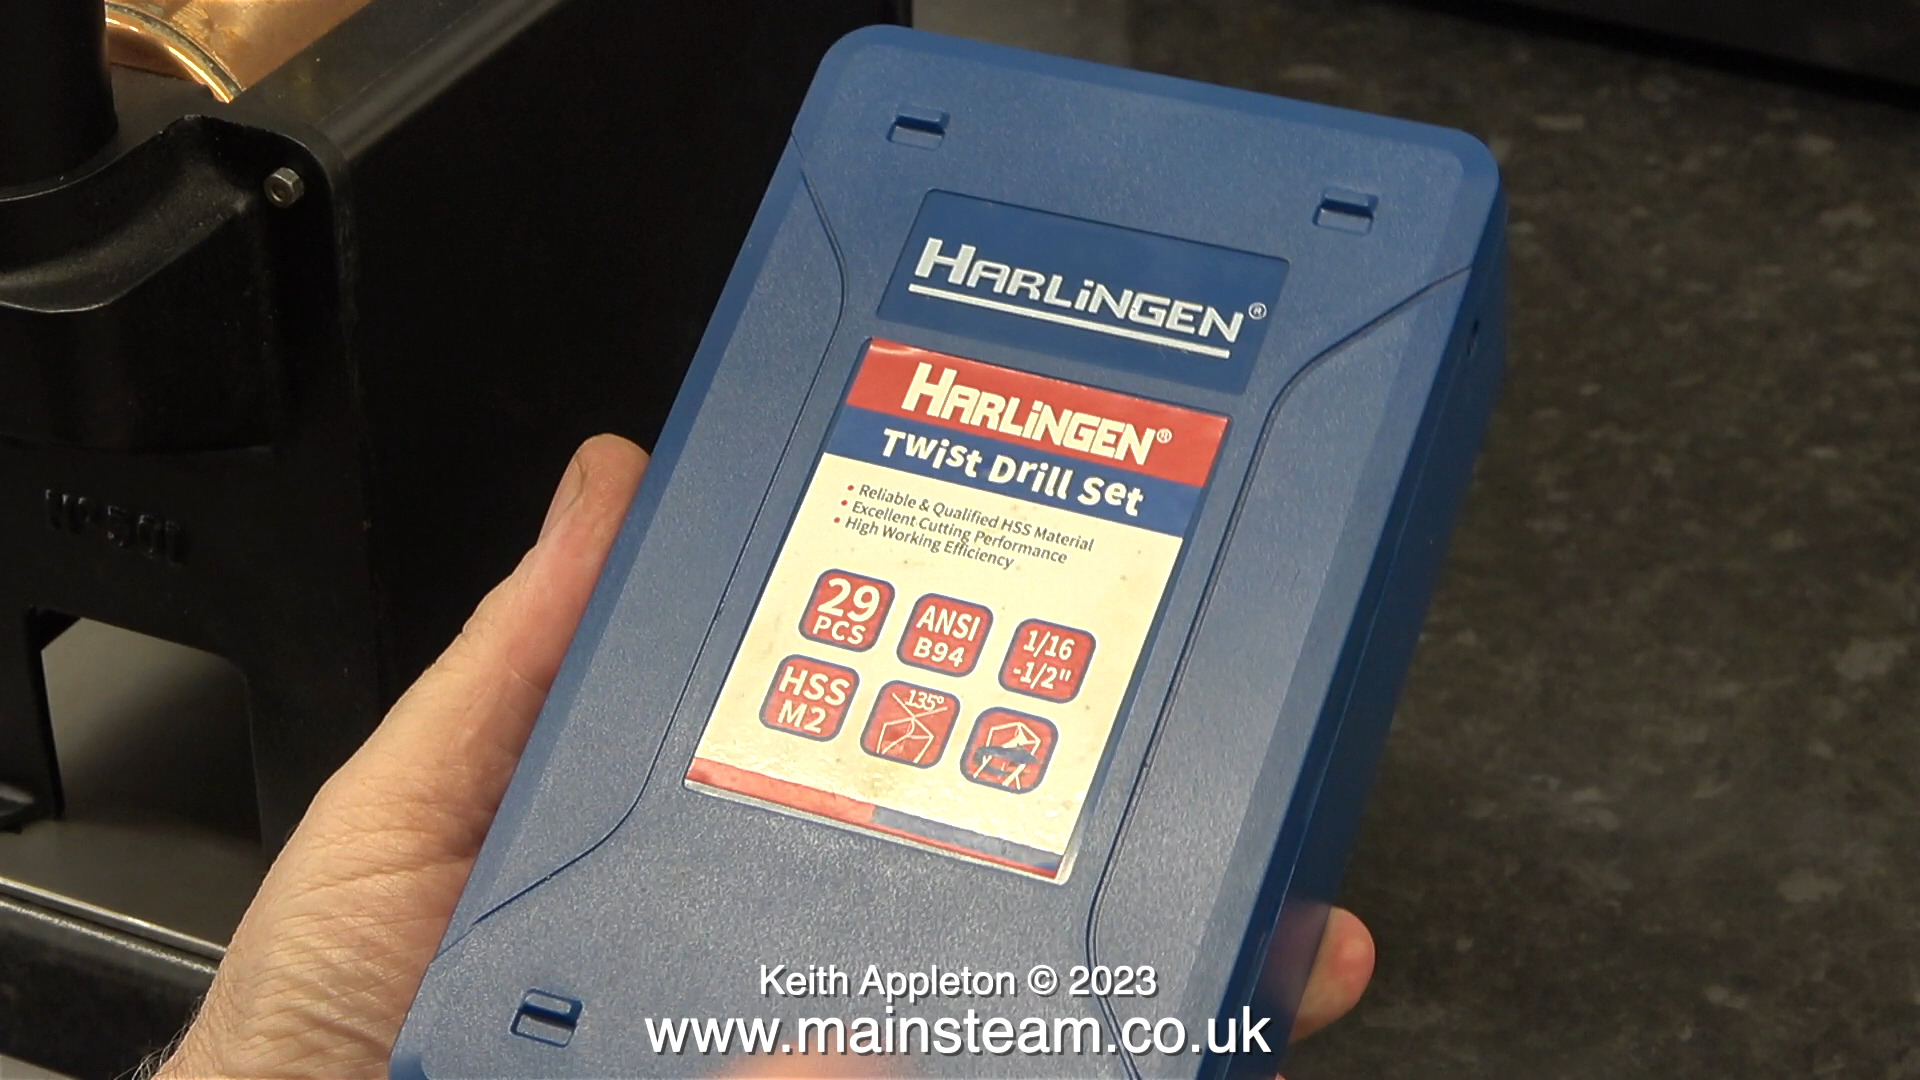 HARLiNGEN®
HARLiNGEN®
Twist Drill Set
• Reliable & Qualified HSS Material
• Excellent Cutting Performance
• High Working Efficiency
29 PCS
ANSI B94
1/16 -1/2"
HSS M2
135°
Keith Appleton © 2023
www.mainsteam.co.uk